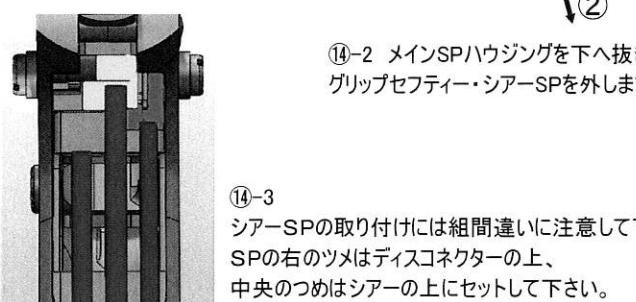 ②
⑭-2 メインSPハウジングを下へ抜き
グリップセフティー・シアーSPを外しま
⑭-3
シアーSPの取り付けには組間違いに注意して
SPの右のツメはディスコネクターの上、
中央のつめはシアーの上にセットして下さい。